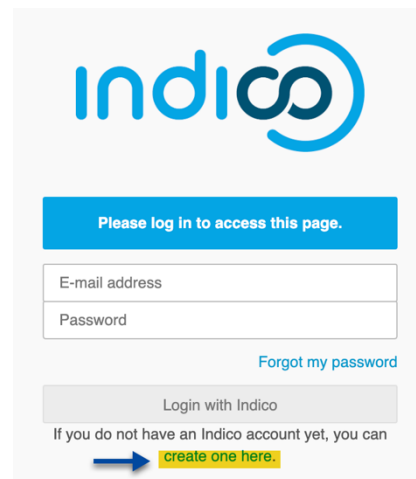 indico
Please log in to access this page.
E-mail address
Password
Forgot my password
Login with Indico
If you do not have an Indico account yet, you can
create one here.